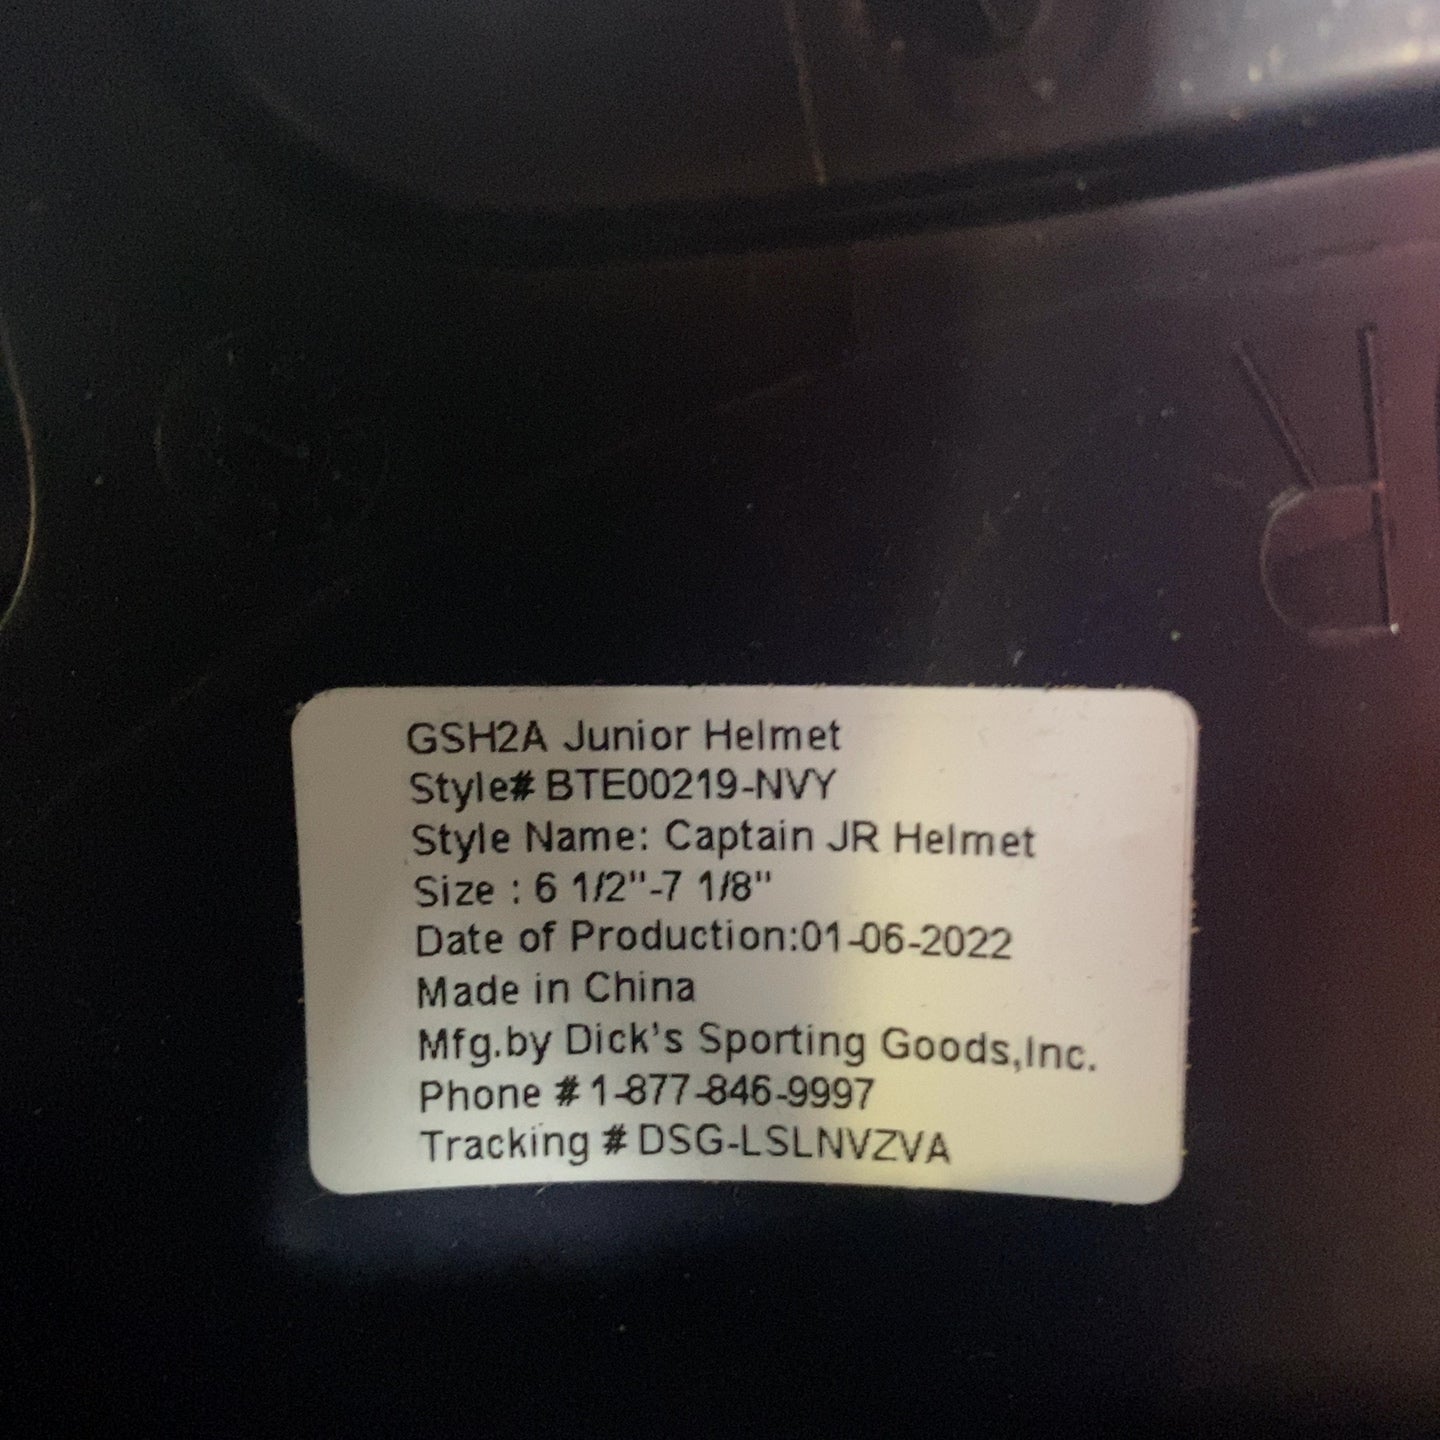 GSH2A Junior Helmet
Style# BTE00219-NVY
Style Name: Captain JR Helmet
Size : 6 1/2"-7 1/8"
Date of Production:01-06-2022
Made in China
Mfg.by Dick's Sporting Goods,Inc.
Phone # 1-877-846-9997
Tracking # DSG-LSLNVZVA
R